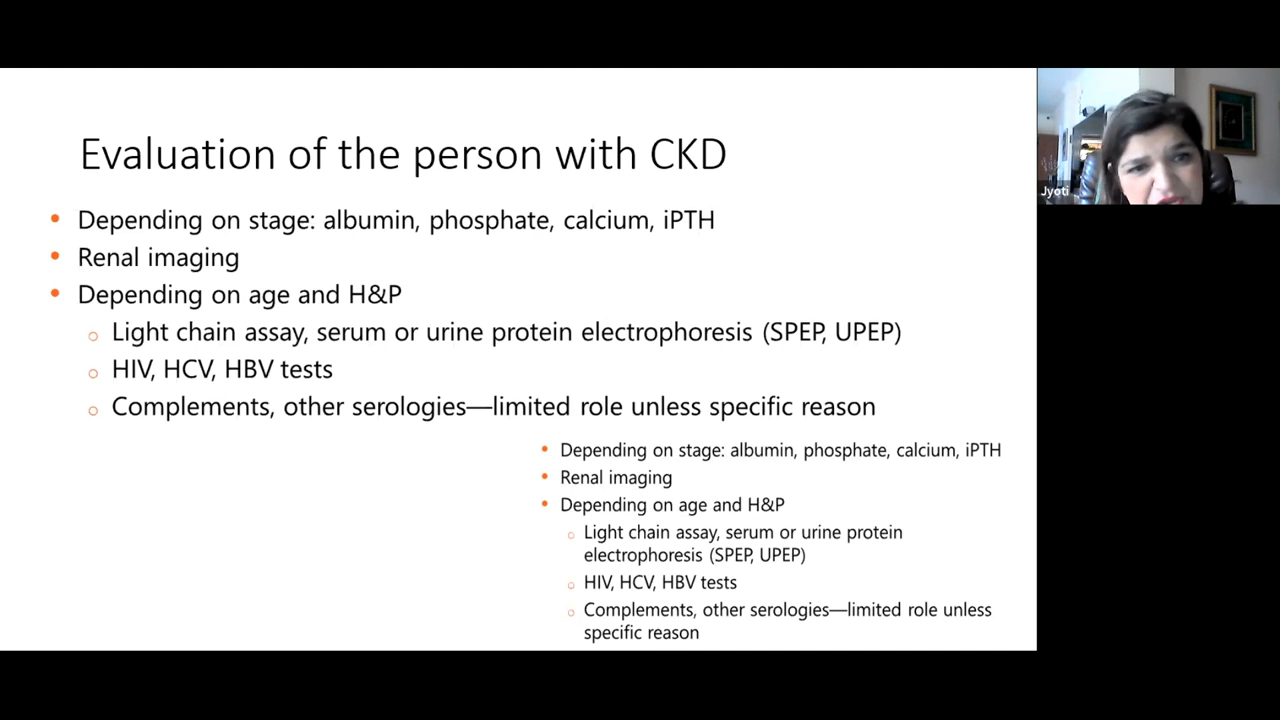 Evaluation of the person with CKD
• Depending on stage: albumin, phosphate, calcium, iPTH
• Renal imaging
• Depending on age and H&P
o Light chain assay, serum or urine protein electrophoresis (SPEP, UPEP)
o HIV, HCV, HBV tests
o Complements, other serologies—limited role unless specific reason
• Depending on stage: albumin, phosphate, calcium, iPTH
• Renal imaging
• Depending on age and H&P
o Light chain assay, serum or urine protein
electrophoresis (SPEP, UPEP)
o HIV, HCV, HBV tests
o Complements, other serologies—limited role unless
specific reason
Jyoti